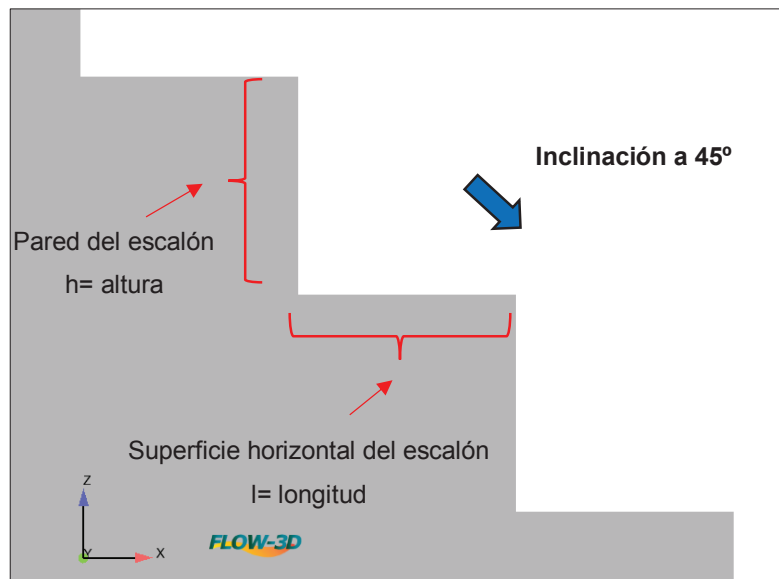 Inclinación a 45º
Pared del escalón
h= altura
Superficie horizontal del escalón
l= longitud
Z
Y
X
FLOW-3D